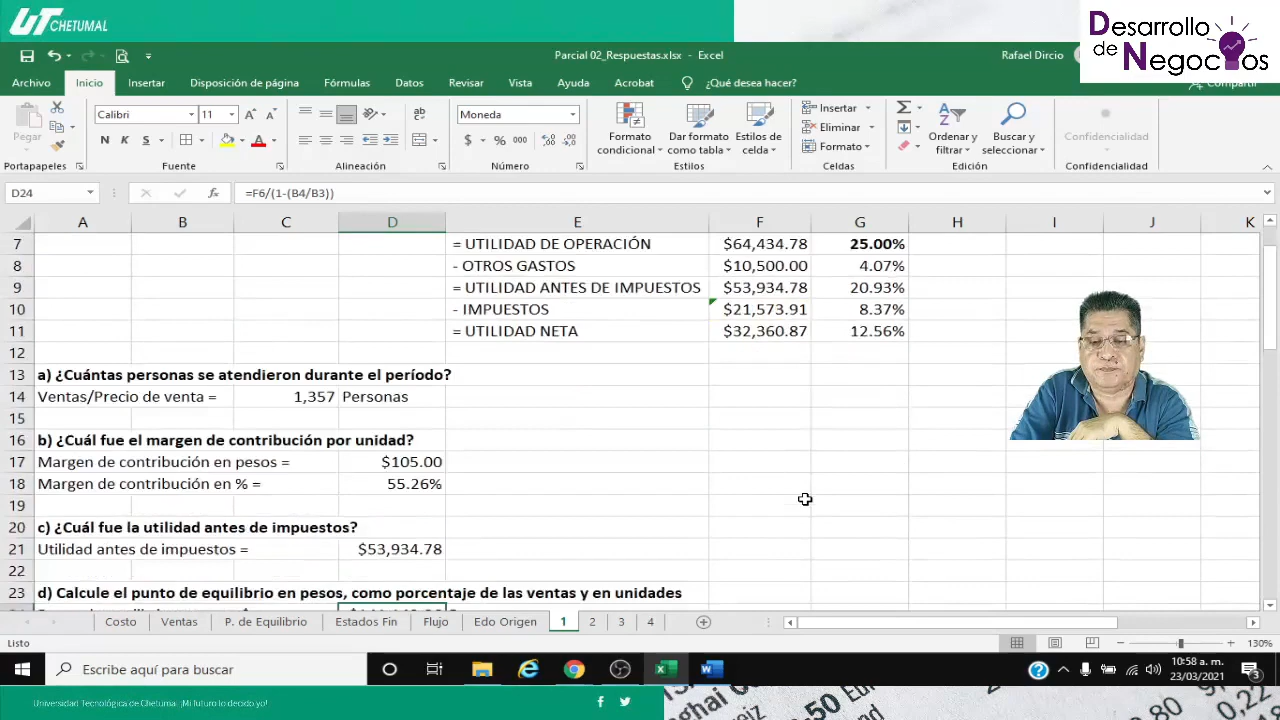 UT CHETUMAL
Desarrollo de Negocios
Parcial 02_Respuestas.xlsx - Excel
Rafael Dircio
Archivo Inicio Insertar Disposición de página Fórmulas Datos Revisar Vista Ayuda Acrobat ¿Qué desea hacer? Compartir
Pegar
Calibri 11
N K S
Moneda
$ % 000
Formato condicional
Dar formato como tabla
Estilos de celda
Insertar
Eliminar
Formato
Ordenar y filtrar
Buscar y seleccionar
Confidencialidad
Portapapeles Fuente Alineación Número Estilos Celdas Edición Confidencialidad
D24 fx =F6/(1-(B4/B3))
A B C D E F G H I J K
7 = UTILIDAD DE OPERACIÓN $64,434.78 25.00%
8 - OTROS GASTOS $10,500.00 4.07%
9 = UTILIDAD ANTES DE IMPUESTOS $53,934.78 20.93%
10 - IMPUESTOS $21,573.91 8.37%
11 = UTILIDAD NETA $32,360.87 12.56%
12
13 a) ¿Cuántas personas se atendieron durante el período?
14 Ventas/Precio de venta = 1,357 Personas
15
16 b) ¿Cuál fue el margen de contribución por unidad?
17 Margen de contribución en pesos = $105.00
18 Margen de contribución en % = 55.26%
19
20 c) ¿Cuál fue la utilidad antes de impuestos?
21 Utilidad antes de impuestos = $53,934.78
22
23 d) Calcule el punto de equilibrio en pesos, como porcentaje de las ventas y en unidades
Costo Ventas P. de Equilibrio Estados Fin Flujo Edo Origen 1 2 3 4
Listo 130%
Escribe aquí para buscar
10:58 a. m.
23/03/2021
Universidad Tecnológica de Chetumal. ¡Mi futuro lo decido yo!